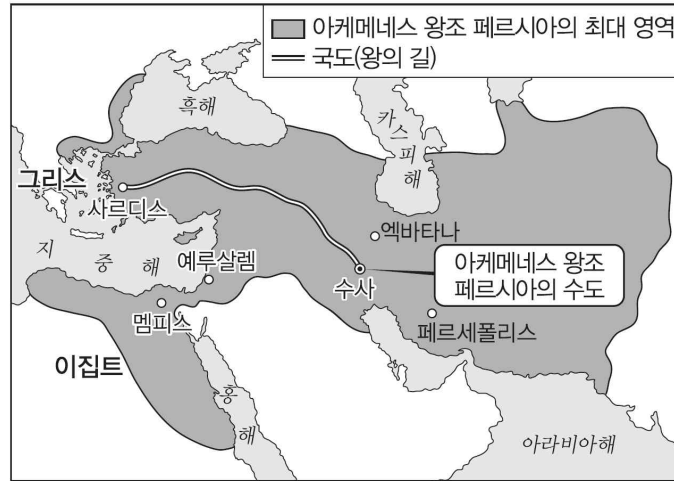 아케메네스 왕조 페르시아의 최대 영역
국도(왕의 길)
흑해
카스피해
그리스
사르디스
엑바타나
지중해
예루살렘
수사
아케메네스 왕조
페르시아의 수도
멤피스
페르세폴리스
이집트
홍해
아라비아해